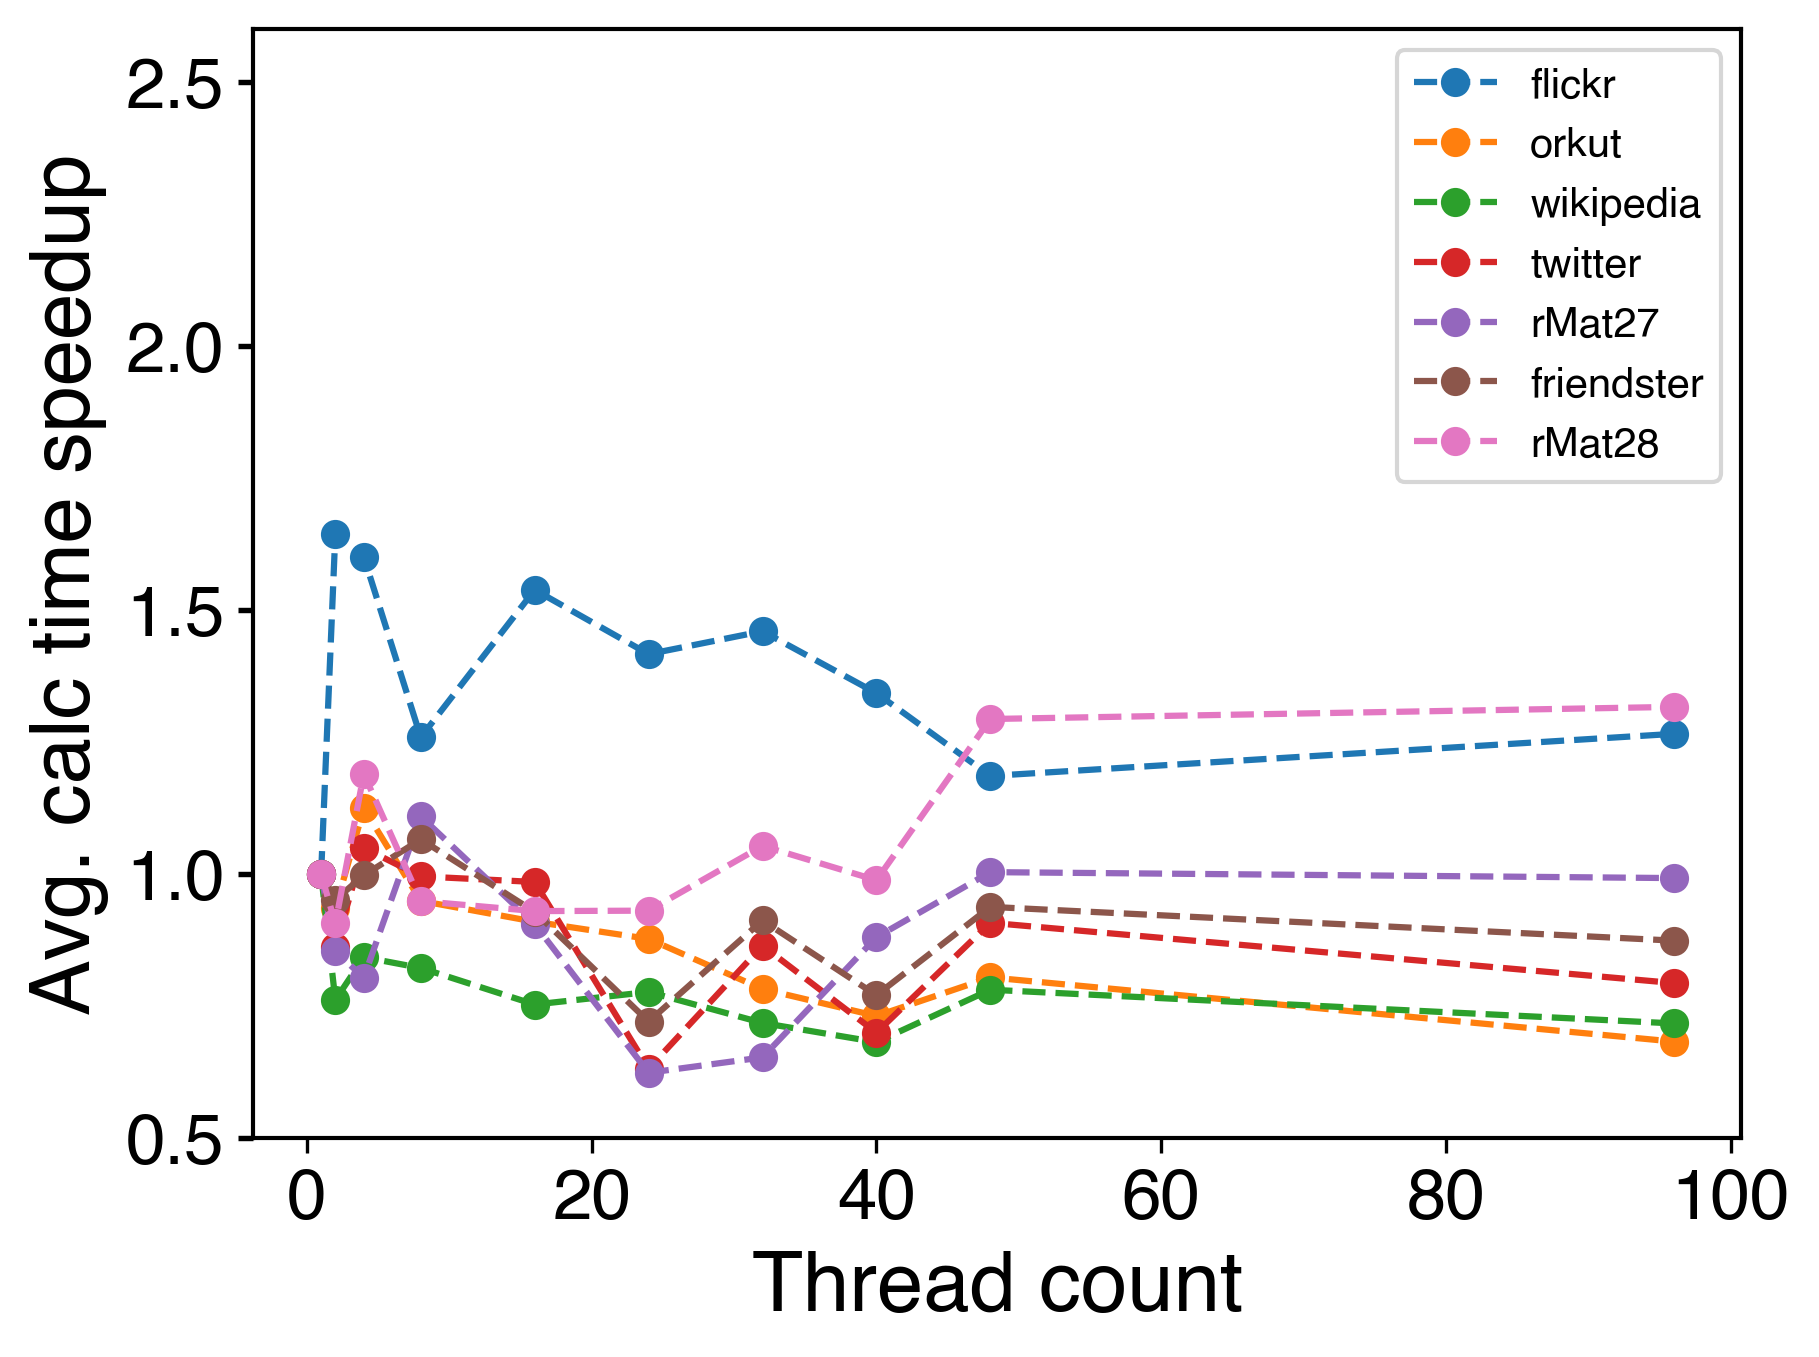 2.5
2.0
1.5
1.0
0.5
Avg. calc time speedup
flickr
orkut
wikipedia
twitter
rMat27
friendster
rMat28
0 20 40 60 80 100
Thread count